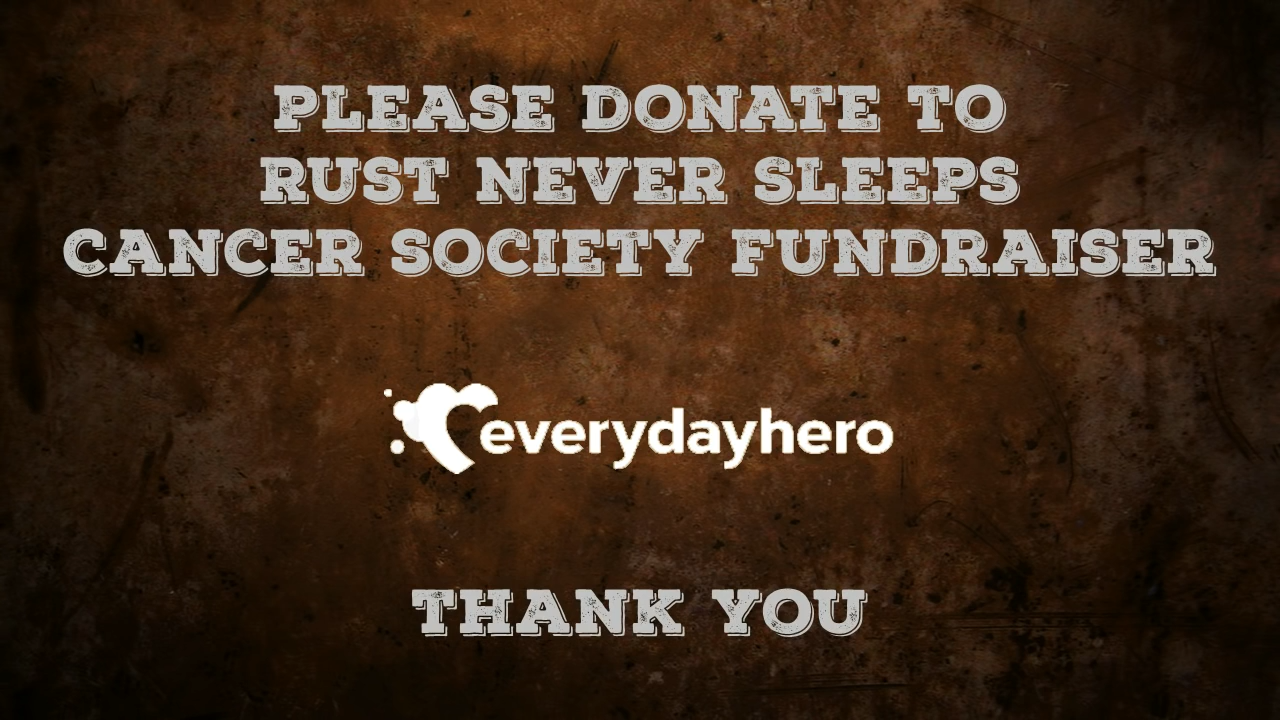 PLEASE DONATE TO
RUST NEVER SLEEPS
CANCER SOCIETY FUNDRAISER
everydayhero
THANK YOU